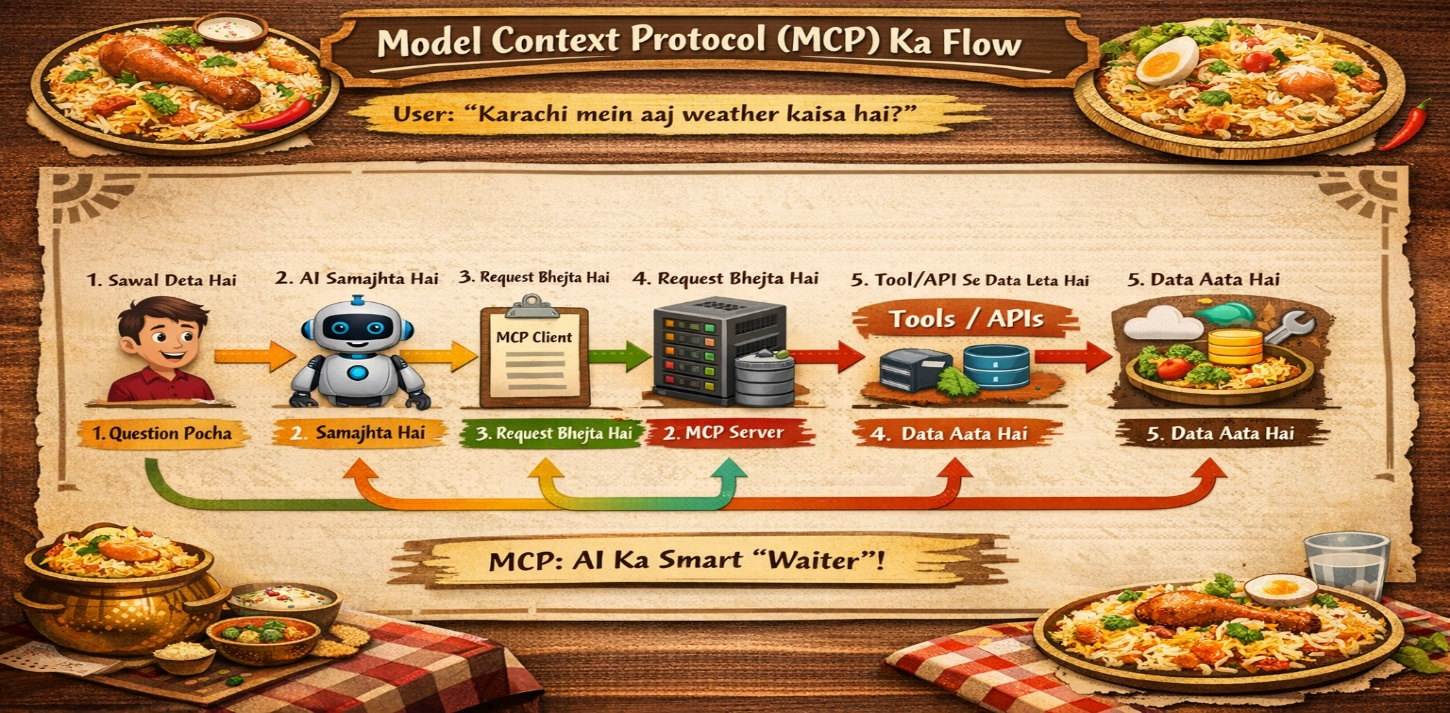 Model Context Protocol (MCP) Ka Flow
User: “Karachi mein aaj weather kaisa hai?”
1. Sawal Deta Hai
2. AI Samajhta Hai
3. Request Bhejta Hai
4. Request Bhejta Hai
5. Tool/API Se Data Leta Hai
5. Data Aata Hai
MCP Client
Tools / APIs
1. Question Pocha
2. Samajhta Hai
3. Request Bhejta Hai
2. MCP Server
4. Data Aata Hai
5. Data Aata Hai
MCP: AI Ka Smart “Waiter”!